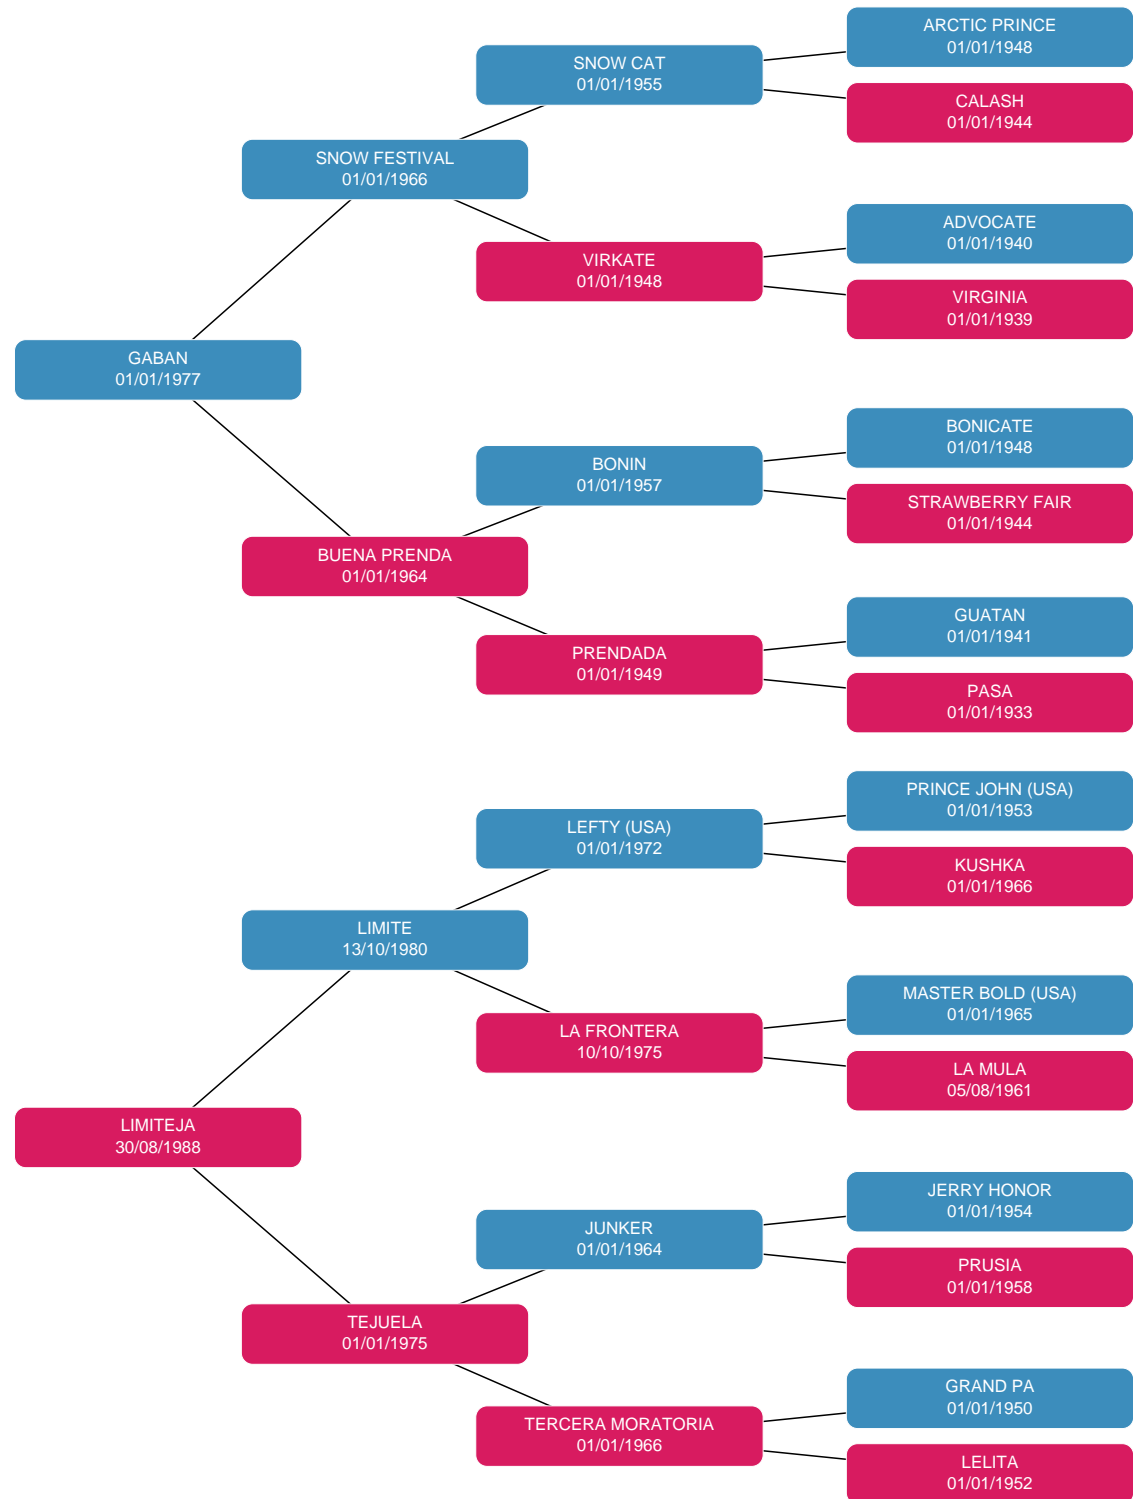 ARCTIC PRINCE
01/01/1948
SNOW CAT
01/01/1955
CALASH
01/01/1944
SNOW FESTIVAL
01/01/1966
ADVOCATE
01/01/1940
VIRKATE
01/01/1948
VIRGINIA
01/01/1939
GABAN
01/01/1977
BONICATE
01/01/1948
BONIN
01/01/1957
STRAWBERRY FAIR
01/01/1944
BUENA PRENDA
01/01/1964
GUATAN
01/01/1941
PRENDADA
01/01/1949
PASA
01/01/1933
PRINCE JOHN (USA)
01/01/1953
LEFTY (USA)
01/01/1972
KUSHKA
01/01/1966
LIMITE
13/10/1980
MASTER BOLD (USA)
01/01/1965
LA FRONTERA
10/10/1975
LA MULA
05/08/1961
LIMITEJA
30/08/1988
JERRY HONOR
01/01/1954
JUNKER
01/01/1964
PRUSIA
01/01/1958
TEJUELA
01/01/1975
GRAND PA
01/01/1950
TERCERA MORATORIA
01/01/1966
LELITA
01/01/1952